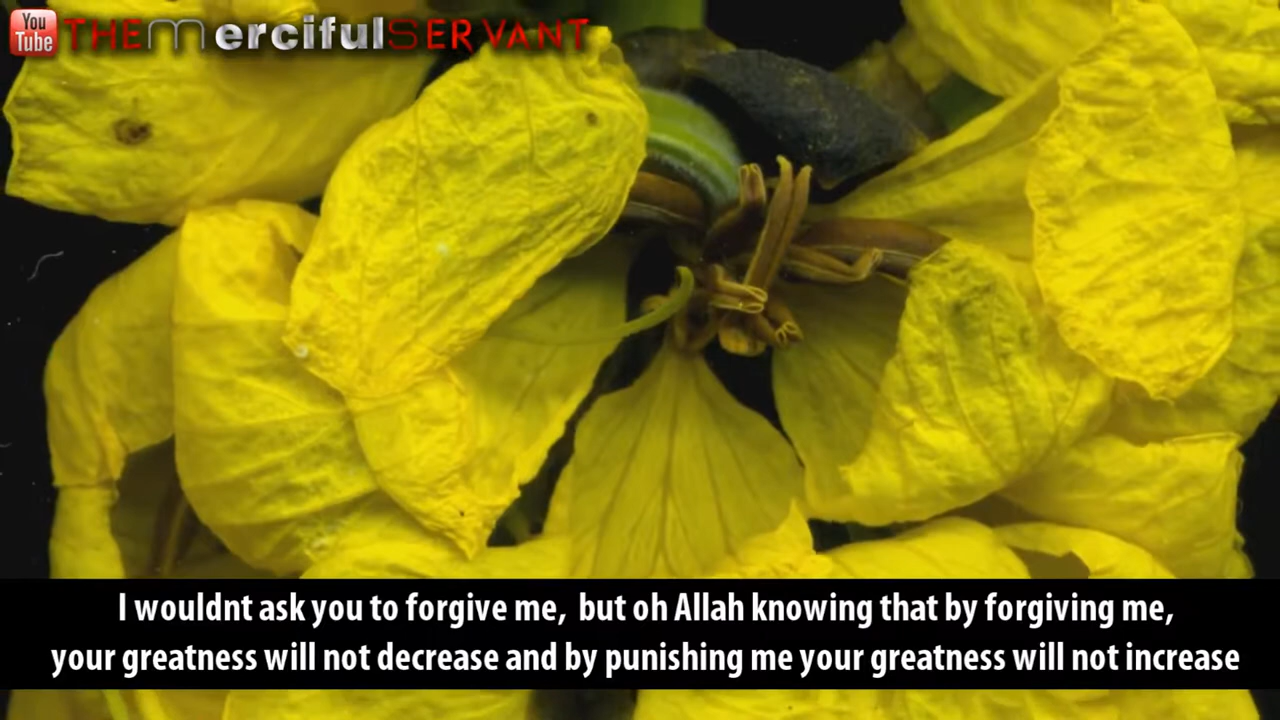 You Tube THEMercifulSERVANT
I wouldnt ask you to forgive me, but oh Allah knowing that by forgiving me,
your greatness will not decrease and by punishing me your greatness will not increase